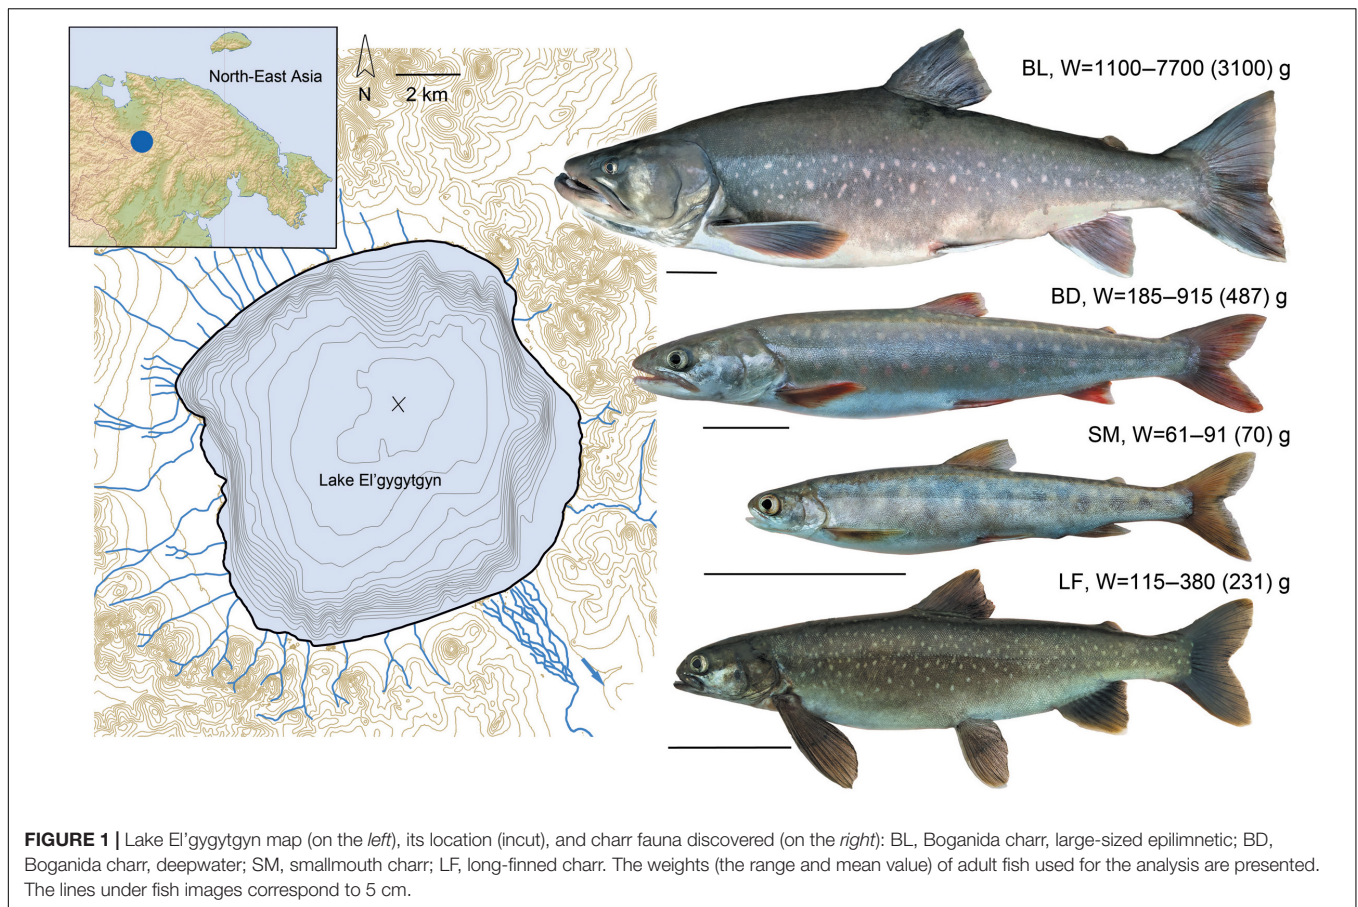 North-East Asia
N
2 km
Lake El'gygytgyn
BL, W=1100–7700 (3100) g
BD, W=185–915 (487) g
SM, W=61–91 (70) g
LF, W=115–380 (231) g
FIGURE 1 | Lake El'gygytgyn map (on the left), its location (incut), and charr fauna discovered (on the right): BL, Boganida charr, large-sized epilimnetic; BD,
Boganida charr, deepwater; SM, smallmouth charr; LF, long-finned charr. The weights (the range and mean value) of adult fish used for the analysis are presented.
The lines under fish images correspond to 5 cm.